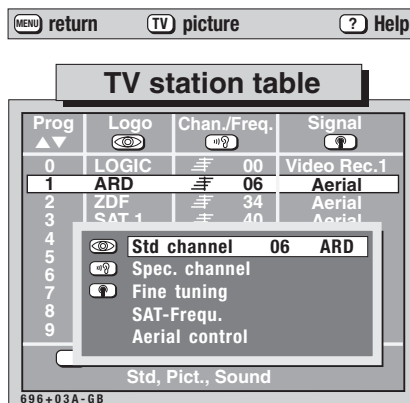 MENU return TV picture ? Help
TV station table
Prog Logo Chan./Freq. Signal
0 LOGIC 00 Video Rec.1
1 ARD 06 Aerial
2 ZDF 34 Aerial
3 SAT 1 40 Aerial
4 Std channel 06 ARD
5 Spec. channel
6
7 Fine tuning
8 SAT-Frequ.
9 Aerial control
Std, Pict., Sound
696+03A-GB